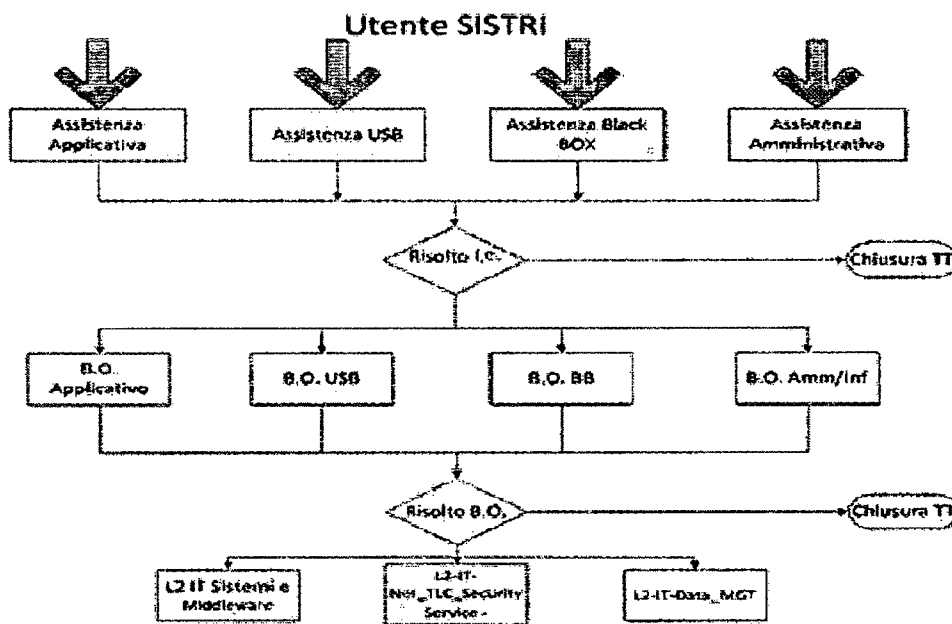 Utente SISTRI
Assistenza
Applicativa
Assistenza USB
Assistenza Black
BOX
Assistenza
Amministrativa
Risolto
Chiusura TT
B.O.
Applicativo
B.O. USB
B.O. BB
B.O. Amm/Inf
Risolto B.O.
Chiusura TT
L2 IT Sistemi e
Middleware
L2-IT-
Net_TLC_Security
Service
L2-IT-Data_MGT